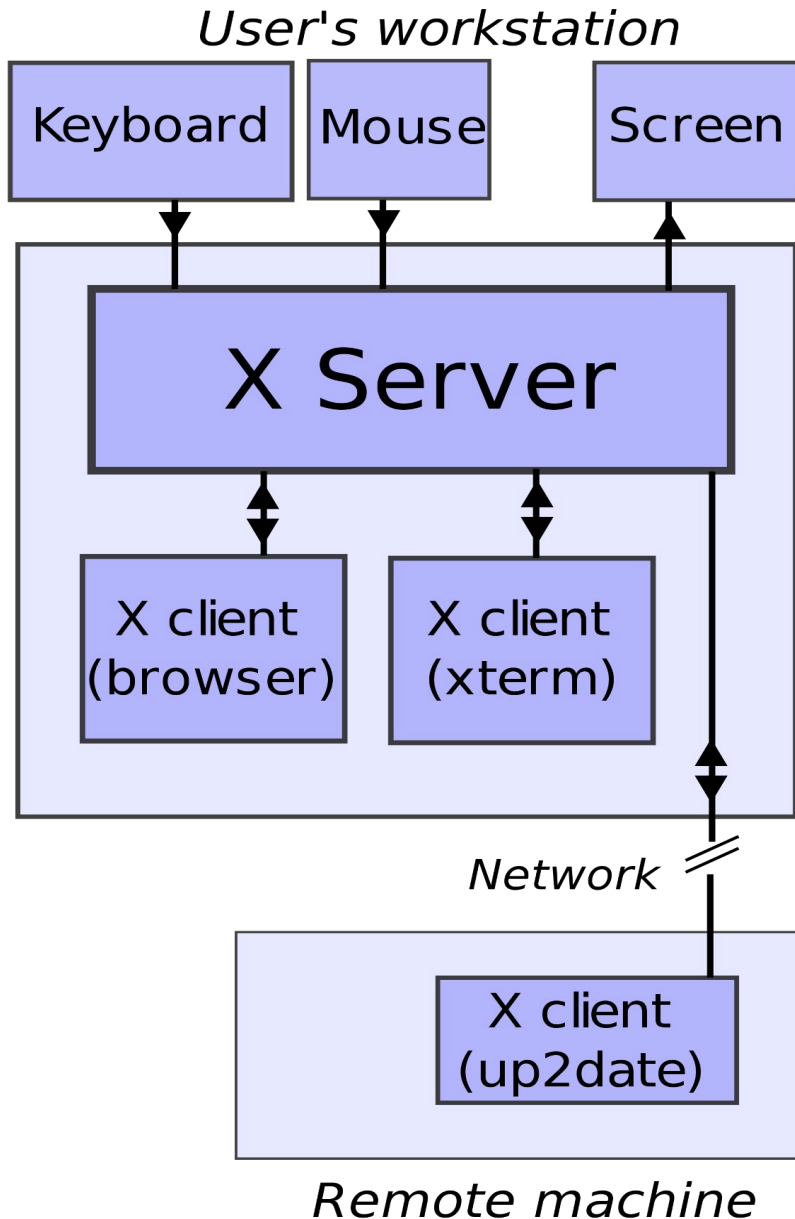 User's workstation
Keyboard
Mouse
Screen
X Server
X client
(browser)
X client
(xterm)
Network
X client
(up2date)
Remote machine